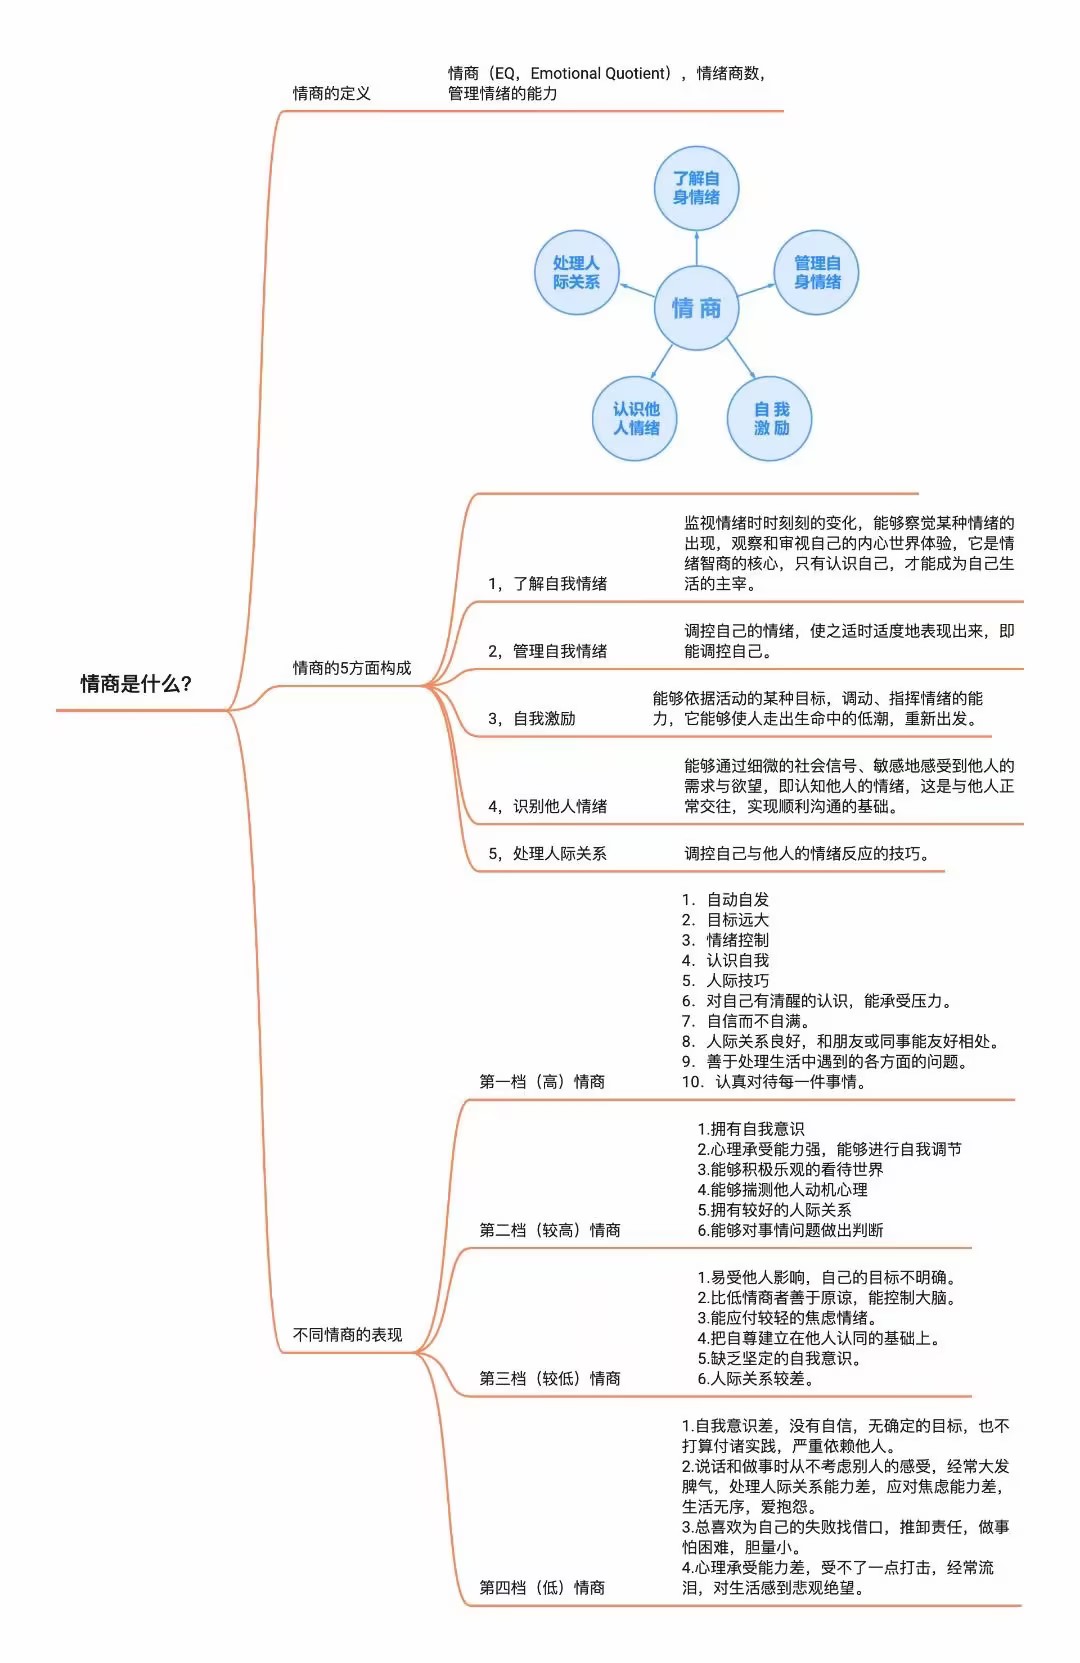 情商是什么?
情商的定义
情商（EQ，Emotional Quotient），情绪商数，
管理情绪的能力
情商的5方面构成
了解自
身情绪
处理人
际关系
管理自
身情绪
情 商
认识他
人情绪
自 我
激 励
1，了解自我情绪
监视情绪时时刻刻的变化，能够察觉某种情绪的
出现，观察和审视自己的内心世界体验，它是情
绪智商的核心，只有认识自己，才能成为自己生
活的主宰。
2，管理自我情绪
调控自己的情绪，使之适时适度地表现出来，即
能调控自己。
3，自我激励
能够依据活动的某种目标，调动、指挥情绪的能
力，它能够使人走出生命中的低潮，重新出发。
4，识别他人情绪
能够通过细微的社会信号、敏感地感受到他人的
需求与欲望，即认知他人的情绪，这是与他人正
常交往，实现顺利沟通的基础。
5，处理人际关系
调控自己与他人的情绪反应的技巧。
不同情商的表现
第一档（高）情商
1．自动自发
2．目标远大
3．情绪控制
4．认识自我
5．人际技巧
6．对自己有清醒的认识，能承受压力。
7．自信而不自满。
8．人际关系良好，和朋友或同事能友好相处。
9．善于处理生活中遇到的各方面的问题。
10．认真对待每一件事情。
第二档（较高）情商
1.拥有自我意识
2.心理承受能力强，能够进行自我调节
3.能够积极乐观的看待世界
4.能够揣测他人动机心理
5.拥有较好的人际关系
6.能够对事情问题做出判断
第三档（较低）情商
1.易受他人影响，自己的目标不明确。
2.比低情商者善于原谅，能控制大脑。
3.能应付较轻的焦虑情绪。
4.把自尊建立在他人认同的基础上。
5.缺乏坚定的自我意识。
6.人际关系较差。
第四档（低）情商
1.自我意识差，没有自信，无确定的目标，也不
打算付诸实践，严重依赖他人。
2.说话和做事时从不考虑别人的感受，经常大发
脾气，处理人际关系能力差，应对焦虑能力差，
生活无序，爱抱怨。
3.总喜欢为自己的失败找借口，推卸责任，做事
怕困难，胆量小。
4.心理承受能力差，受不了一点打击，经常流
泪，对生活感到悲观绝望。